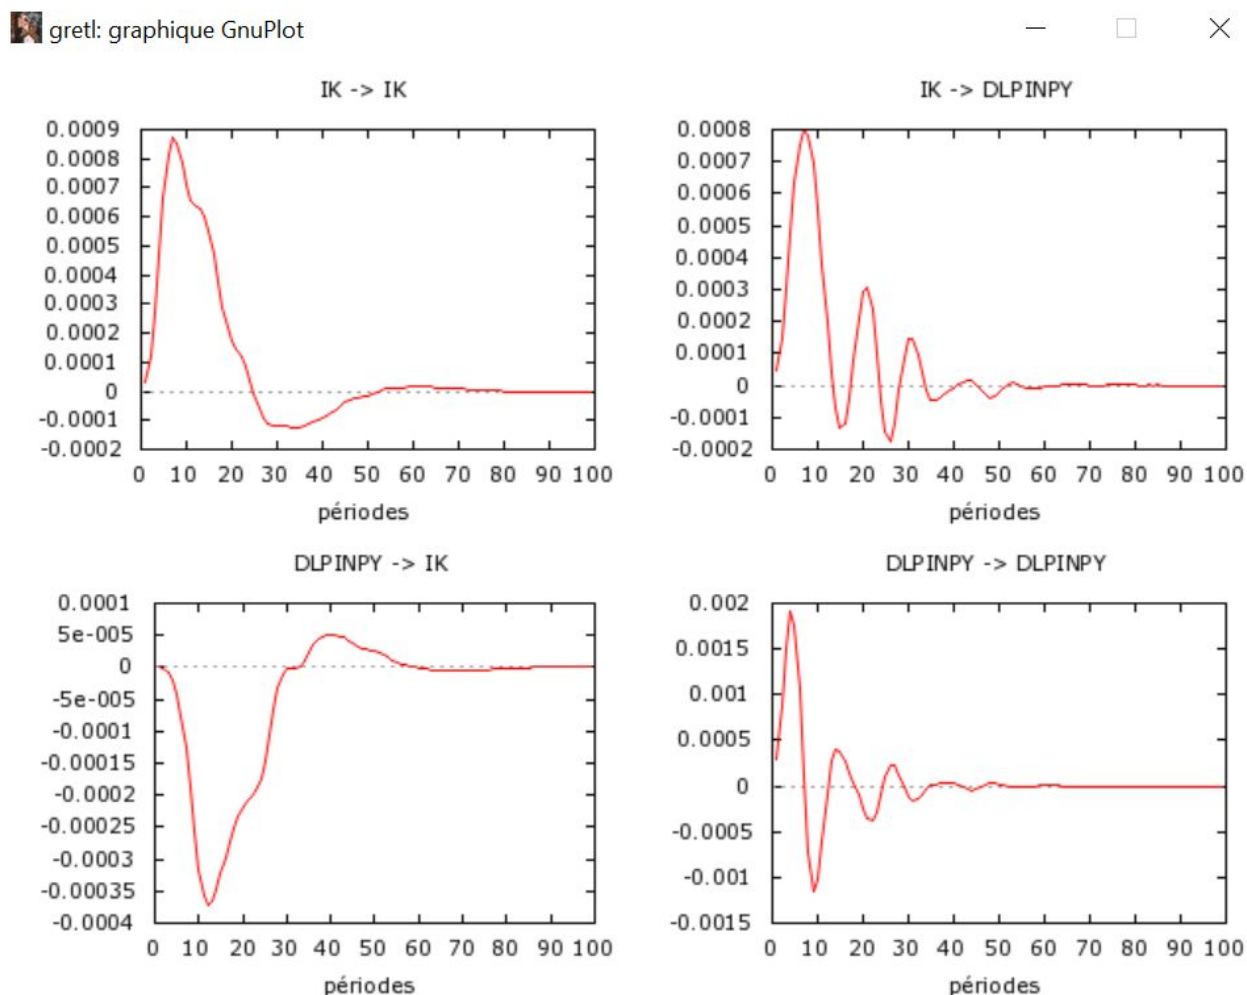 gretl: graphique GnuPlot
IK -> IK
0.0009
0.0008
0.0007
0.0006
0.0005
0.0004
0.0003
0.0002
0.0001
0
-0.0001
-0.0002
0 10 20 30 40 50 60 70 80 90 100
périodes
IK -> DLPINPY
0.0008
0.0007
0.0006
0.0005
0.0004
0.0003
0.0002
0.0001
0
-0.0001
-0.0002
0 10 20 30 40 50 60 70 80 90 100
périodes
DLPINPY -> IK
0.0001
5e-005
0
-5e-005
-0.0001
-0.00015
-0.0002
-0.00025
-0.0003
-0.00035
-0.0004
0 10 20 30 40 50 60 70 80 90 100
périodes
DLPINPY -> DLPINPY
0.002
0.0015
0.001
0.0005
0
-0.0005
-0.001
-0.0015
0 10 20 30 40 50 60 70 80 90 100
périodes